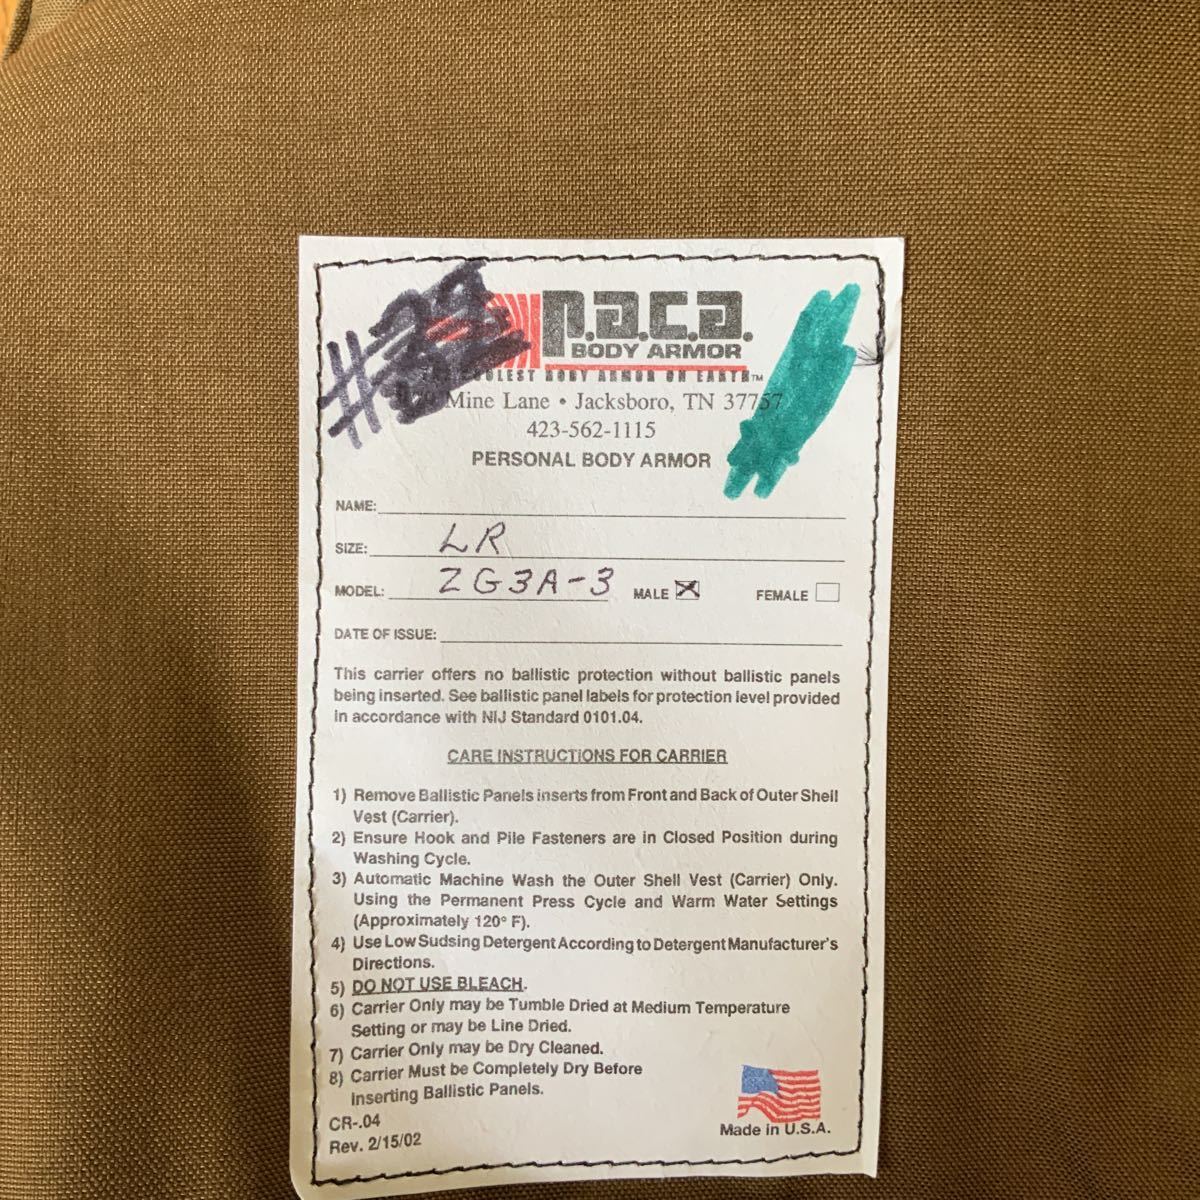 p.a.c.a.
BODY ARMOR
BODY ARMOR ON EARTH™
Mine Lane • Jacksboro, TN 37757
423-562-1115
PERSONAL BODY ARMOR
NAME:
SIZE: LR
MODEL: ZG3A-3 MALE FEMALE
DATE OF ISSUE:
This carrier offers no ballistic protection without ballistic panels
being inserted. See ballistic panel labels for protection level provided
in accordance with NIJ Standard 0101.04.
CARE INSTRUCTIONS FOR CARRIER
1) Remove Ballistic Panels inserts from Front and Back of Outer Shell
Vest (Carrier).
2) Ensure Hook and Pile Fasteners are in Closed Position during
Washing Cycle.
3) Automatic Machine Wash the Outer Shell Vest (Carrier) Only.
Using the Permanent Press Cycle and Warm Water Settings
(Approximately 120° F).
4) Use Low Sudsing Detergent According to Detergent Manufacturer's
Directions.
5) DO NOT USE BLEACH.
6) Carrier Only may be Tumble Dried at Medium Temperature
Setting or may be Line Dried.
7) Carrier Only may be Dry Cleaned.
8) Carrier Must be Completely Dry Before
Inserting Ballistic Panels.
CR-.04
Rev. 2/15/02
Made in U.S.A.